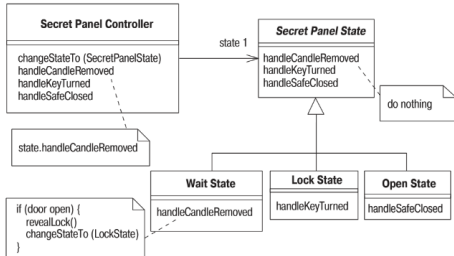 Secret Panel Controller
changeStateTo (SecretPanelState)
handleCandleRemoved
handleKeyTurned
handleSafeClosed
state 1
Secret Panel State
handleCandleRemoved
handleKeyTurned
handleSafeClosed
do nothing
state.handleCandleRemoved
Wait State
handleCandleRemoved
Lock State
handleKeyTurned
Open State
handleSafeClosed
if (door open) {
revealLock()
changeStateTo (LockState)
}